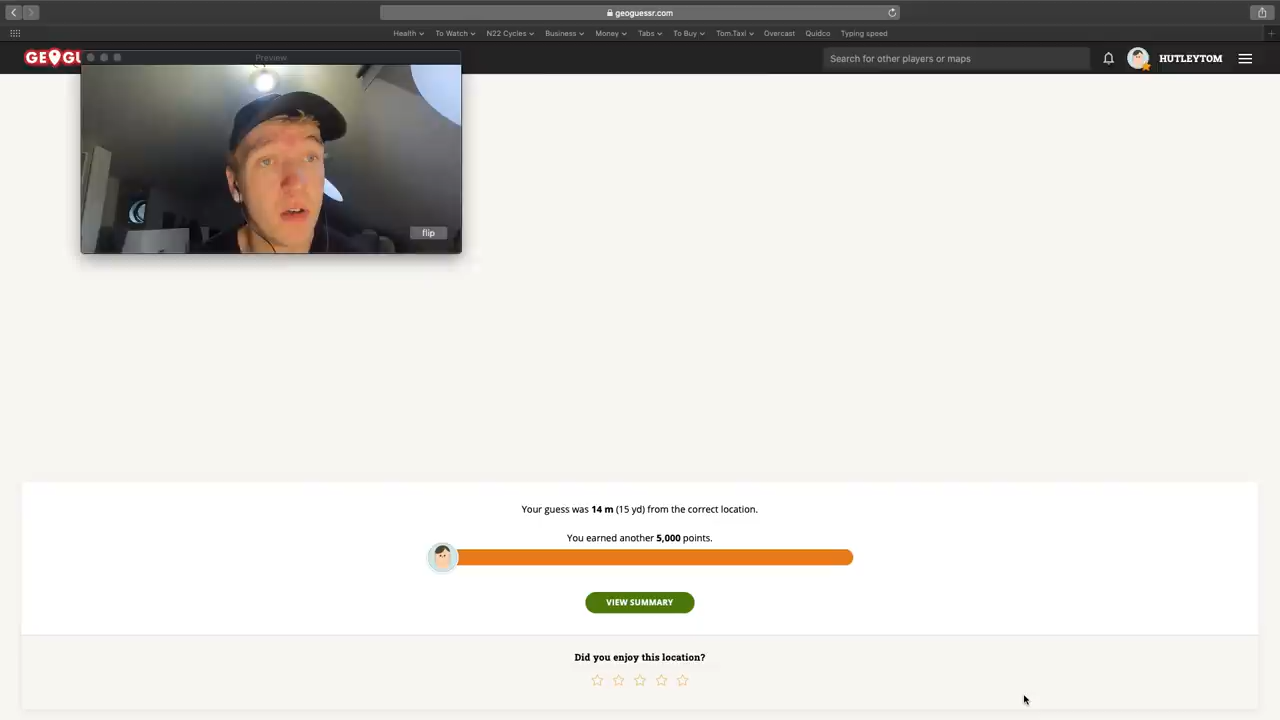 geoguessr.com
Health To Watch N22 Cycles Business Money Tabs To Buy Tom.Taxi Overcast Quidco Typing speed
GEOGU
Preview
Search for other players or maps
HUTLEYTOM
flip
Your guess was 14 m (15 yd) from the correct location.
You earned another 5,000 points.
VIEW SUMMARY
Did you enjoy this location?